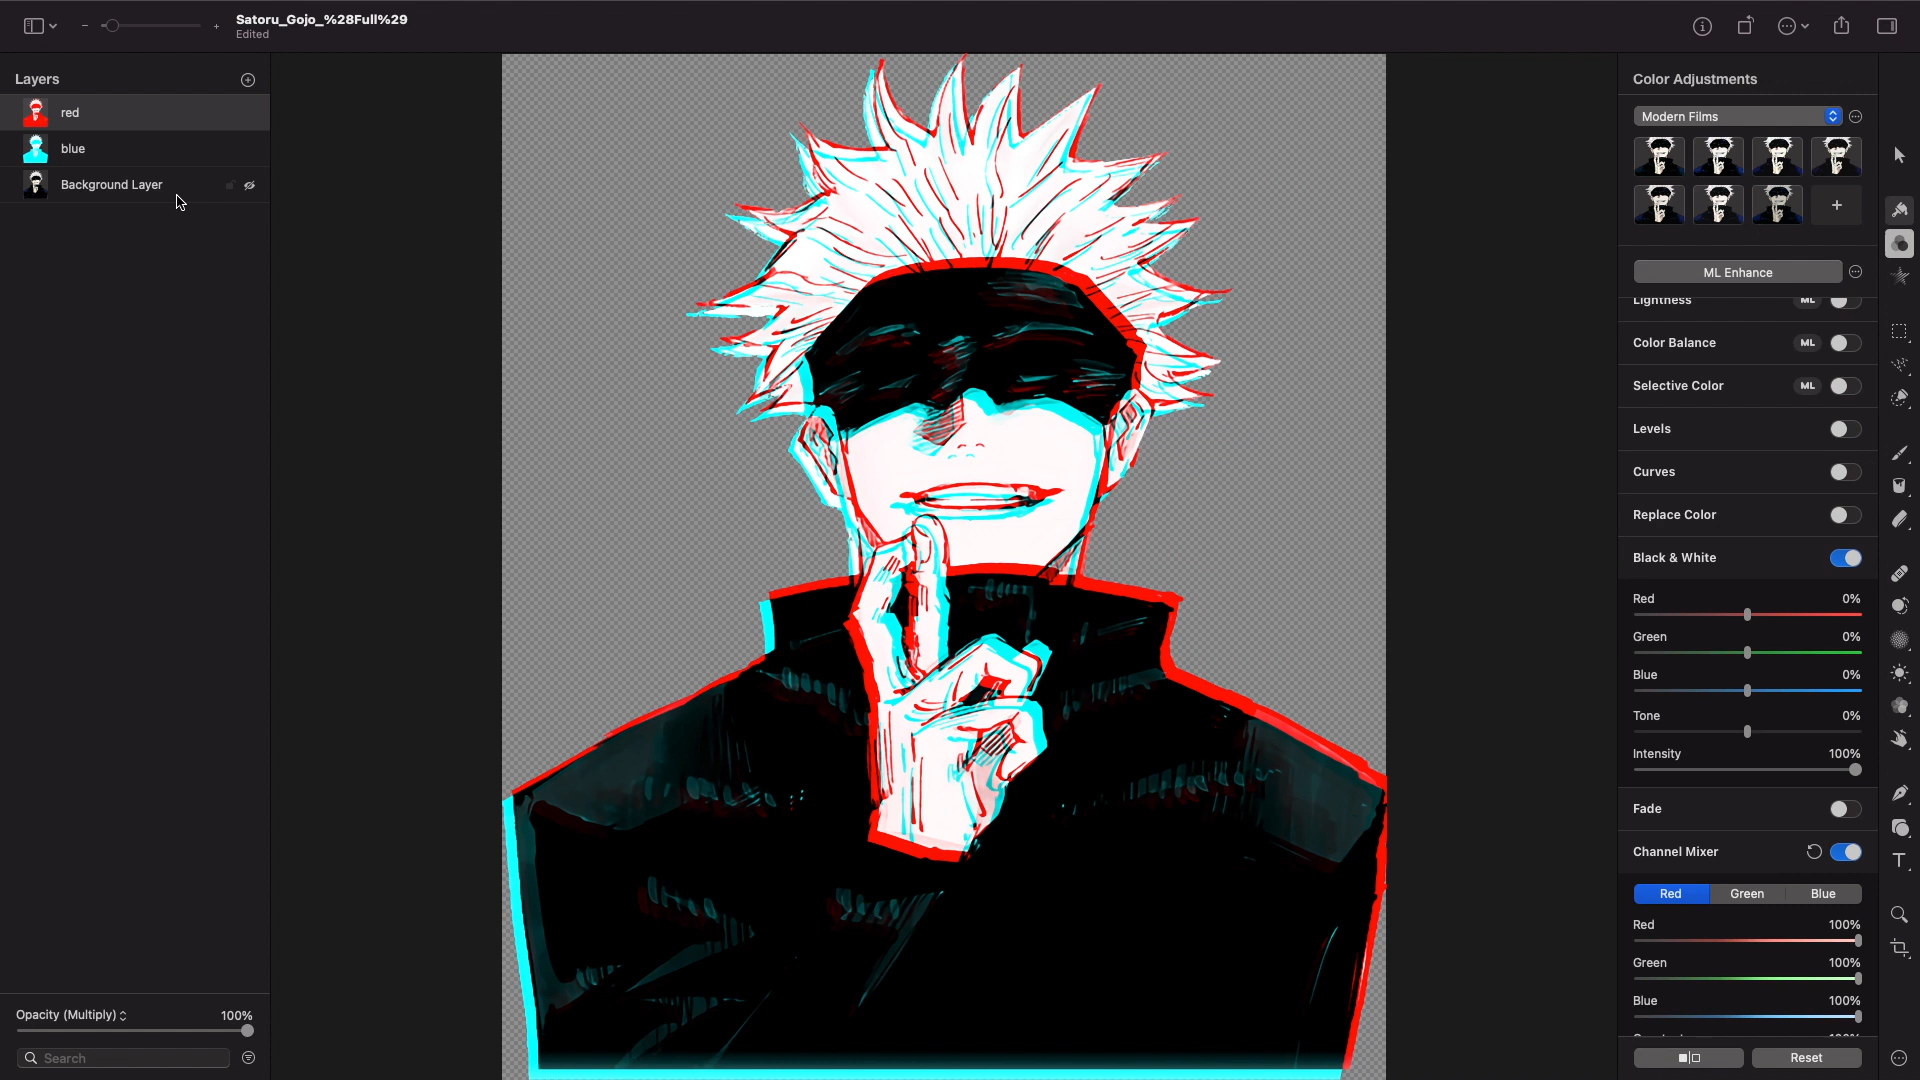 Satoru_Gojo_%28Full%29
Edited
Layers
red
blue
Background Layer
Opacity (Multiply)
100%
Search
Color Adjustments
Modern Films
ML Enhance
Lightness
ML
Color Balance
ML
Selective Color
ML
Levels
Curves
Replace Color
Black & White
Red
0%
Green
0%
Blue
0%
Tone
0%
Intensity
100%
Fade
Channel Mixer
Red
Green
Blue
Red
100%
Green
100%
Blue
100%
Reset